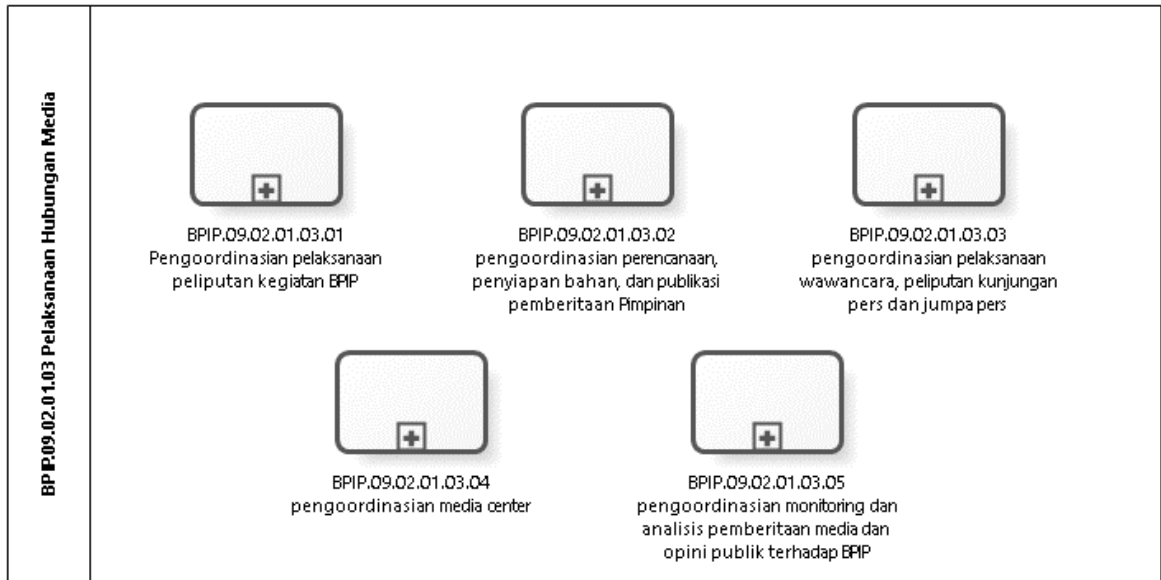 BPIP.09.02.01.03 Pelaksanaan Hubungan Media
BPIP.09.02.01.03.01
Pengoordinasian pelaksanaan
peliputan kegiatan BPIP
BPIP.09.02.01.03.02
pengoordinasian perencanaan,
penyiapan bahan, dan publikasi
pemberitaan Pimpinan
BPIP.09.02.01.03.03
pengoordinasian pelaksanaan
wawancara, peliputan kunjungan
pers dan jumpa pers
BPIP.09.02.01.03.04
pengoordinasian media center
BPIP.09.02.01.03.05
pengoordinasian monitoring dan
analisis pemberitaan media dan
opini publik terhadap BPIP